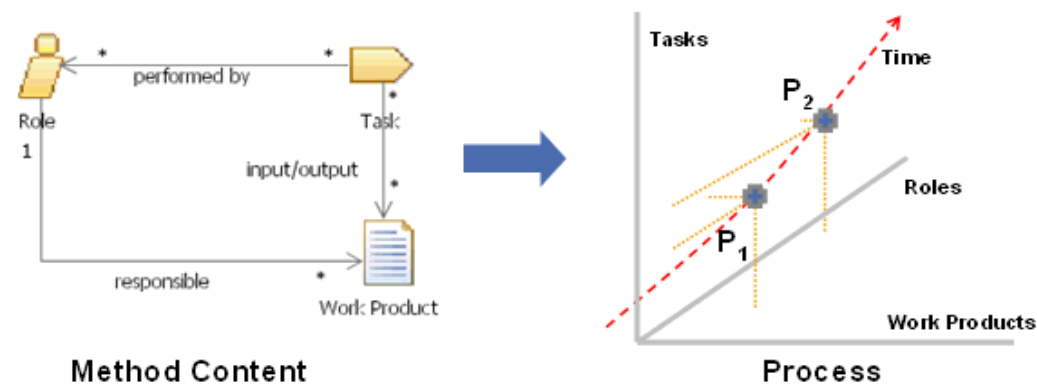 *
*
performed by
Role
1
*
Task
input/output
*
responsible
*
Work Product
Method Content
Tasks
Time
P2
Roles
P1
Work Products
Process